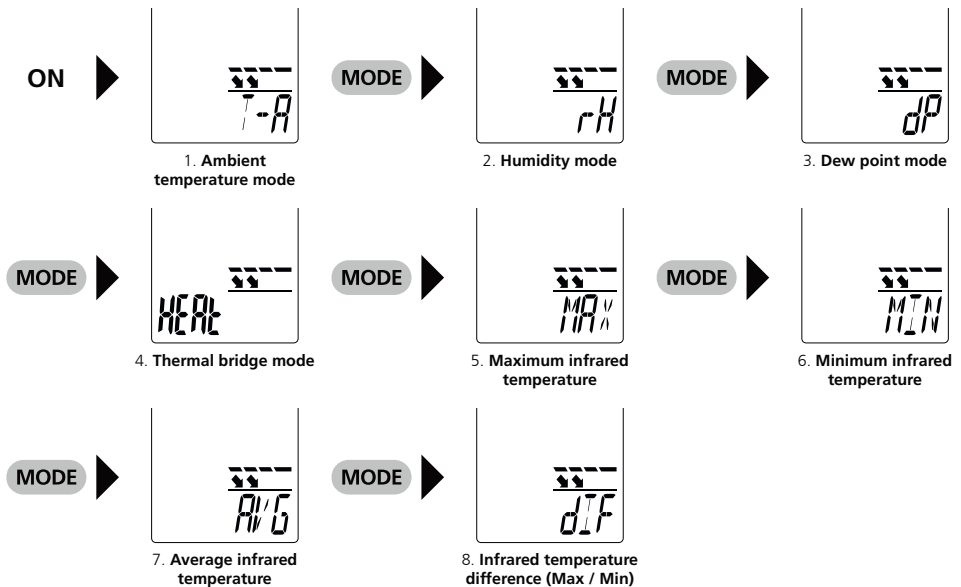 ON
T-A
1. Ambient
temperature mode
MODE
rH
2. Humidity mode
MODE
dP
3. Dew point mode
MODE
HEAt
4. Thermal bridge mode
MODE
MAX
5. Maximum infrared
temperature
MODE
MIN
6. Minimum infrared
temperature
MODE
AVG
7. Average infrared
temperature
MODE
dIF
8. Infrared temperature
difference (Max / Min)